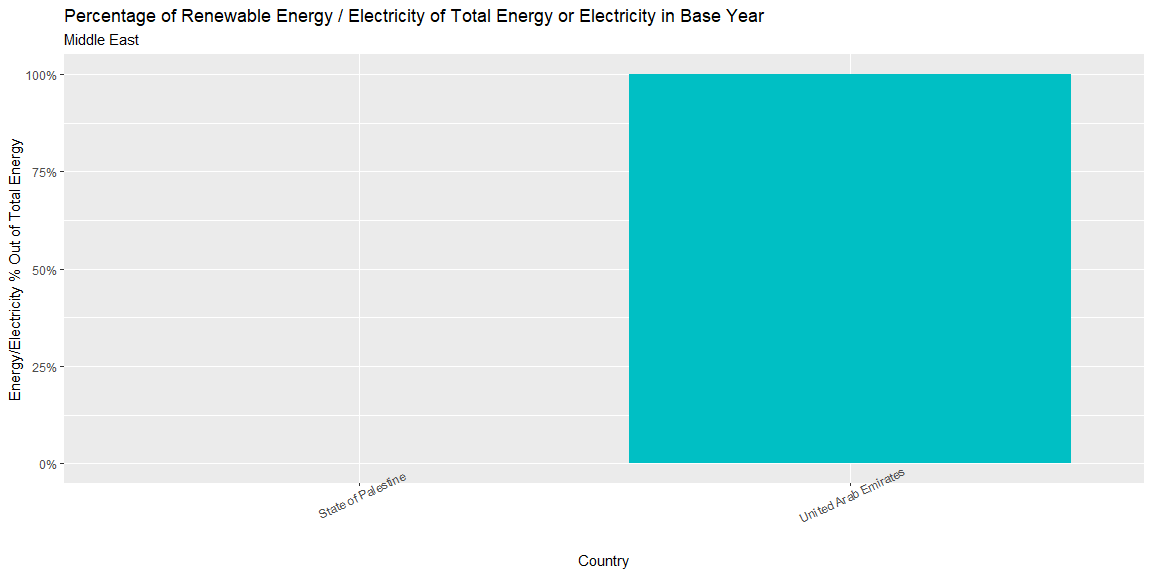 Percentage of Renewable Energy / Electricity of Total Energy or Electricity in Base Year
Middle East
Energy/Electricity % Out of Total Energy
100%
75%
50%
25%
0%
State of Palestine
United Arab Emirates
Country